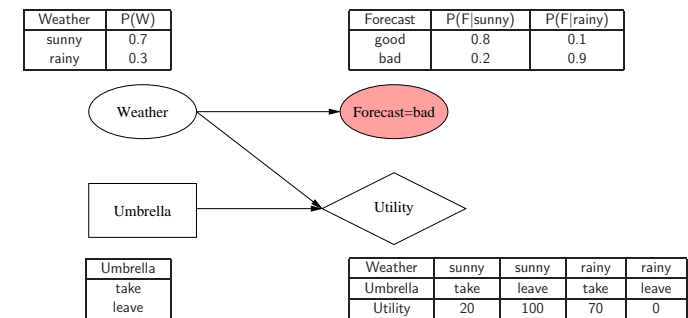 Weather P(W)
sunny 0.7
rainy 0.3
Forecast P(F|sunny) P(F|rainy)
good 0.8 0.1
bad 0.2 0.9
Weather
Forecast=bad
Umbrella
Utility
Umbrella
take
leave
Weather sunny sunny rainy rainy
Umbrella take leave take leave
Utility 20 100 70 0